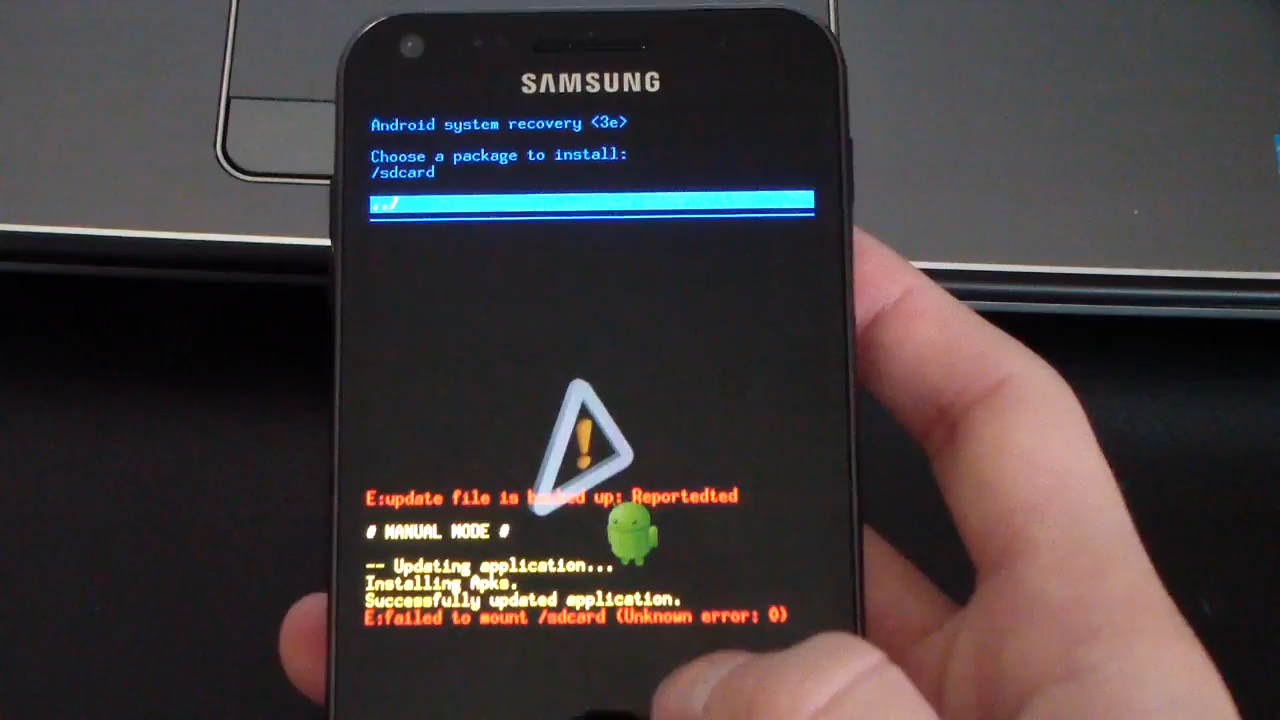 SAMSUNG
Android system recovery <3e>
Choose a package to install:
/sdcard
../
E:update file is up: Reportedted
# MANUAL MODE #
-- Updating application...
Installing Apks.
Successfully updated application.
E:failed to mount /sdcard (Unknown error: 0)